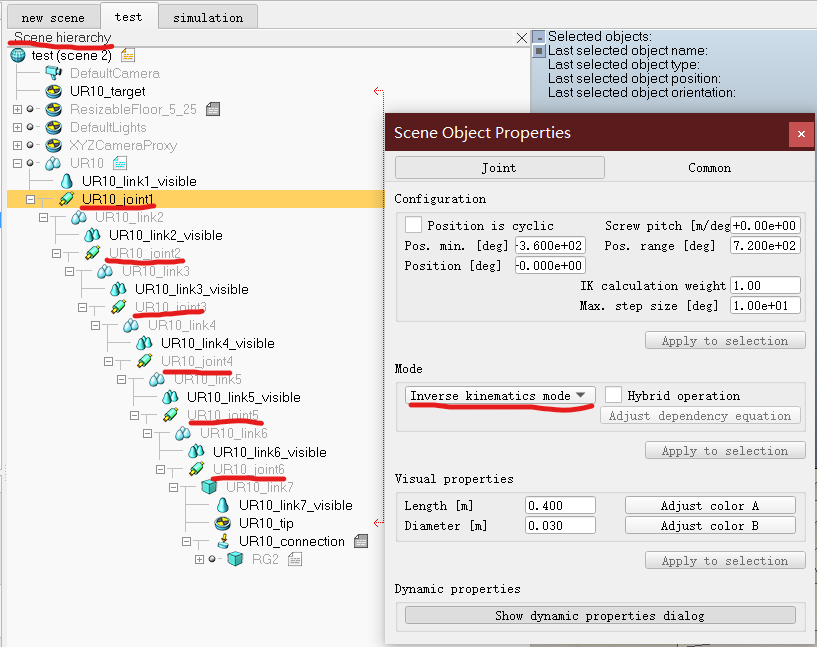 new scene
test
simulation
Scene hierarchy
test (scene 2)
DefaultCamera
UR10_target
ResizableFloor_5_25
DefaultLights
XYZCameraProxy
UR10
UR10_link1_visible
UR10_joint1
UR10_link2
UR10_link2_visible
UR10_joint2
UR10_link3
UR10_link3_visible
UR10_joint3
UR10_link4
UR10_link4_visible
UR10_joint4
UR10_link5
UR10_link5_visible
UR10_joint5
UR10_link6
UR10_link6_visible
UR10_joint6
UR10_link7
UR10_link7_visible
UR10_tip
UR10_connection
RG2
Selected objects:
Last selected object name:
Last selected object type:
Last selected object position:
Last selected object orientation:
Scene Object Properties
Joint
Common
Configuration
Position is cyclic
Screw pitch [m/deg
+0.00e+00
Pos. min. [deg]
-3.600e+02
Pos. range [deg]
7.200e+02
Position [deg]
-0.000e+00
IK calculation weight
1.00
Max. step size [deg]
1.00e+01
Apply to selection
Mode
Inverse kinematics mode
Hybrid operation
Adjust dependency equation
Apply to selection
Visual properties
Length [m]
0.400
Adjust color A
Diameter [m]
0.030
Adjust color B
Apply to selection
Dynamic properties
Show dynamic properties dialog